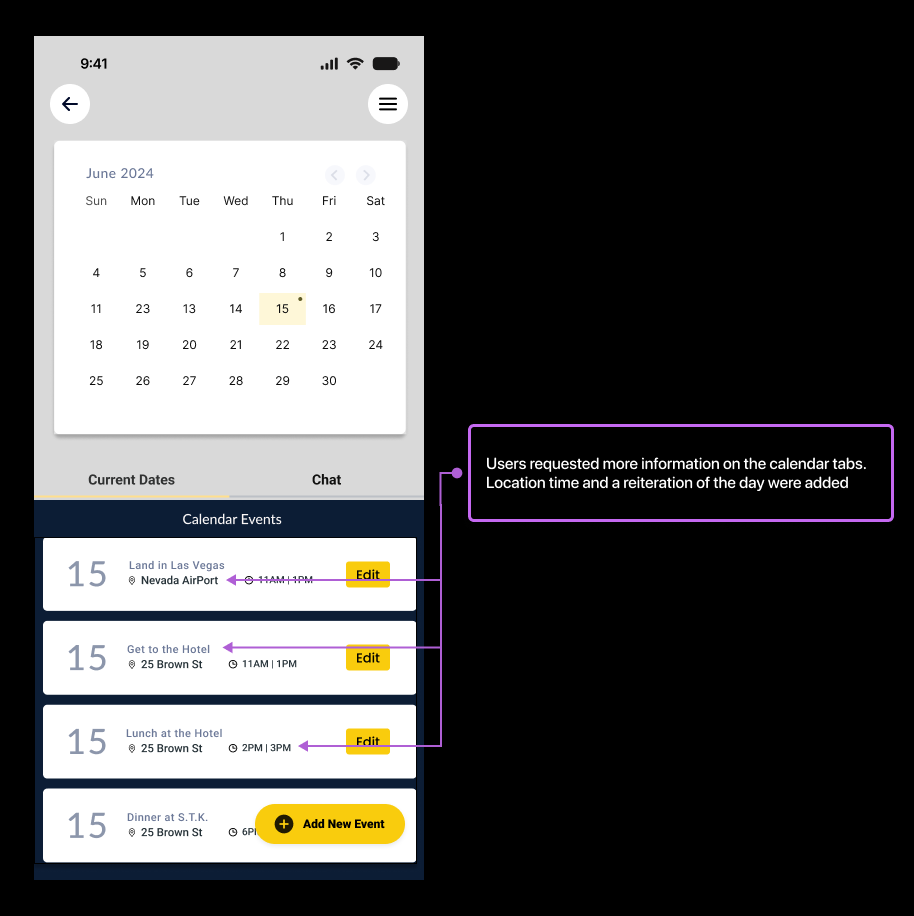 9:41
June 2024
Sun Mon Tue Wed Thu Fri Sat
1 2 3
4 5 6 7 8 9 10
11 23 13 14 15 16 17
18 19 20 21 22 23 24
25 26 27 28 29 30
Current Dates Chat
Calendar Events
15 Land in Las Vegas
Nevada AirPort 11AM | 1PM Edit
15 Get to the Hotel
25 Brown St 11AM | 1PM Edit
15 Lunch at the Hotel
25 Brown St 2PM | 3PM Edit
15 Dinner at S.T.K.
25 Brown St Add New Event
Users requested more information on the calendar tabs.
Location time and a reiteration of the day were added